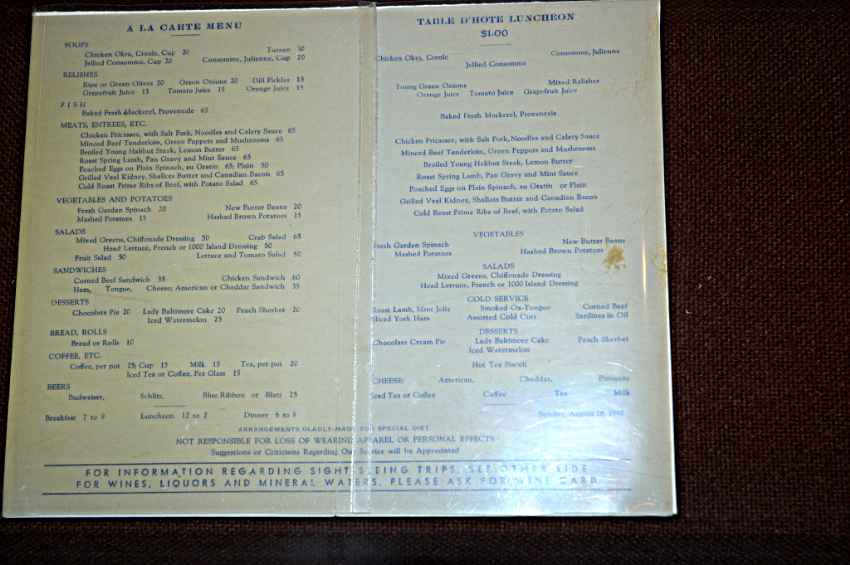 A LA CARTE MENU
SOUPS
Chicken Okra, Creole, Cup 20 Turnen 30
Jellied Consomme, Cup 20 Consomme, Julienne, Cup 20
RELISHES
Ripe or Green Olives 20 Green Onions 20 Dill Pickles 15
Grapefruit Juice 15 Tomato Juice 15 Orange Juice 15
FISH
Baked Fresh Mackerel, Provencale 65
MEATS, ENTREES, ETC.
Chicken Fricassee, with Salt Pork, Noodles and Celery Sauce 65
Minced Beef Tenderloin, Green Peppers and Mushrooms 65
Broiled Young Halibut Steak, Lemon Butter 65
Roast Spring Lamb, Pan Gravy and Mint Sauce 65
Poached Eggs on Plain Spinach, au Gratin 65; Plain 50
Grilled Veal Kidney, Shallots Butter and Canadian Bacon 65
Cold Roast Prime Ribs of Beef, with Potato Salad 65
VEGETABLES AND POTATOES
Fresh Garden Spinach 20 New Butter Beans 20
Mashed Potatoes 15 Hashed Brown Potatoes 15
SALADS
Mixed Greens, Chiffonade Dressing 50 Crab Salad 65
Head Lettuce, French or 1000 Island Dressing 50
Fruit Salad 50 Lettuce and Tomato Salad 50
SANDWICHES
Corned Beef Sandwich 35 Chicken Sandwich 60
Ham, Tongue, Cheese; American or Cheddar Sandwich 35
DESSERTS
Chocolate Pie 20 Lady Baltimore Cake 20 Peach Sherbet 20
Iced Watermelon 25
BREAD, ROLLS
Bread or Rolls 10
COFFEE, ETC.
Coffee, per pot 25; Cup 15 Milk 15 Tea, per pot 20
Iced Tea or Coffee, Per Glass 15
BEERS
Budweiser, Schlitz, Blue Ribbon or Blatz 25
Breakfast 7 to 9 Luncheon 12 to 2 Dinner 6 to 8
TABLE D'HOTE LUNCHEON
$1.00
Chicken Okra, Creole Consomme, Julienne
Jellied Consomme
Young Green Onions Mixed Relishes
Orange Juice Tomato Juice Grapefruit Juice
Baked Fresh Mackerel, Provencale
Chicken Fricassee, with Salt Pork, Noodles and Celery Sauce
Minced Beef Tenderloin, Green Peppers and Mushrooms
Broiled Young Halibut Steak, Lemon Butter
Roast Spring Lamb, Pan Gravy and Mint Sauce
Poached Eggs on Plain Spinach, au Gratin or Plain
Grilled Veal Kidney, Shallots Butter and Canadian Bacon
Cold Roast Prime Ribs of Beef, with Potato Salad
VEGETABLES
Fresh Garden Spinach New Butter Beans
Mashed Potatoes Hashed Brown Potatoes
SALADS
Mixed Greens, Chiffonade Dressing
Head Lettuce, French or 1000 Island Dressing
COLD SERVICE
Roast Lamb, Mint Jelly Smoked Ox-Tongue Corned Beef
Sliced York Ham Assorted Cold Cuts Sardines in Oil
DESSERTS
Chocolate Cream Pie Lady Baltimore Cake Peach Sherbet
Iced Watermelon
Hot Tea Biscuit
CHEESE: American, Cheddar, Pimento
Iced Tea or Coffee Coffee Tea Milk
Sunday, August
ARRANGEMENTS GLADLY MADE FOR SPECIAL DIET
NOT RESPONSIBLE FOR LOSS OF WEARING APPAREL OR PERSONAL EFFECTS
Suggestions or Criticisms Regarding Our Service will be Appreciated
FOR INFORMATION REGARDING SIGHT-SEEING TRIPS, SEE OTHER SIDE
FOR WINES, LIQUORS AND MINERAL WATERS, PLEASE ASK FOR WINE CARD